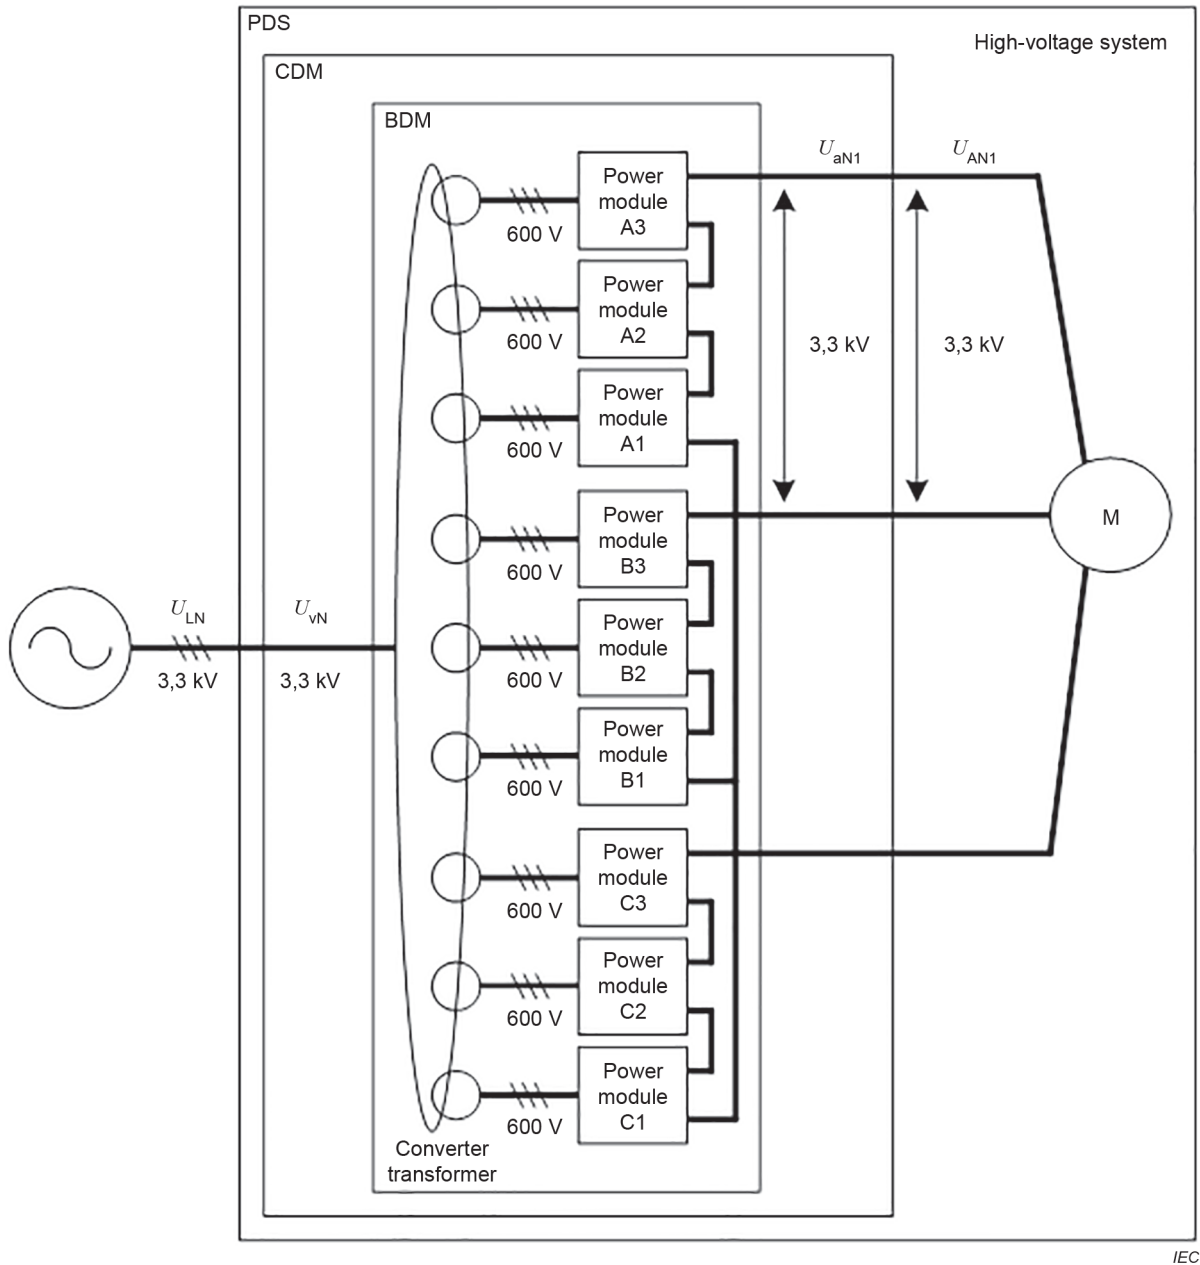 PDS
High-voltage system
CDM
BDM
UaN1
UAN1
Power
module
A3
600 V
Power
module
A2
600 V
3,3 kV
3,3 kV
Power
module
A1
600 V
Power
module
B3
600 V
M
ULN
UvN
3,3 kV
3,3 kV
Power
module
B2
600 V
Power
module
B1
600 V
Power
module
C3
600 V
Power
module
C2
600 V
Power
module
C1
600 V
Converter
transformer
IEC